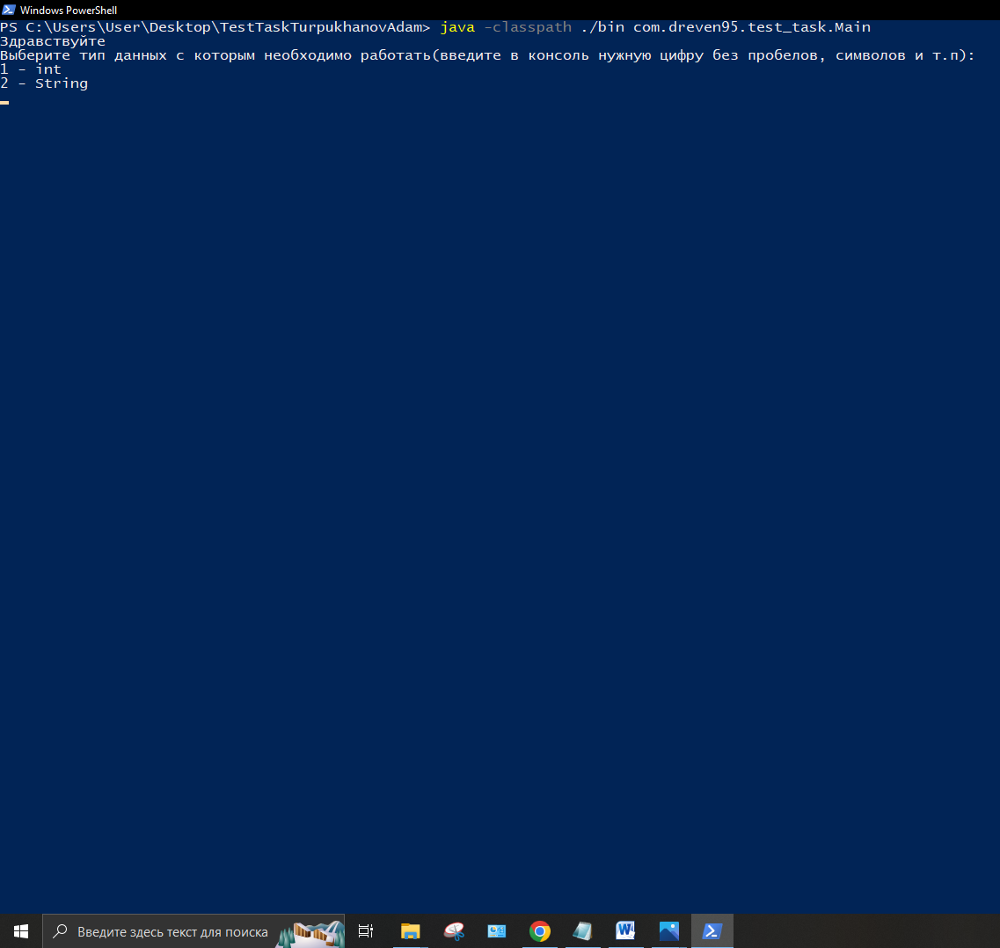 Windows PowerShell
PS C:\Users\User\Desktop\TestTaskTurpukhanovAdam> java -classpath ./bin com.dreven95.test_task.Main
Здравствуйте
Выберите тип данных с которым необходимо работать(введите в консоль нужную цифру без пробелов, символов и т.п):
1 - int
2 - String
Введите здесь текст для поиска